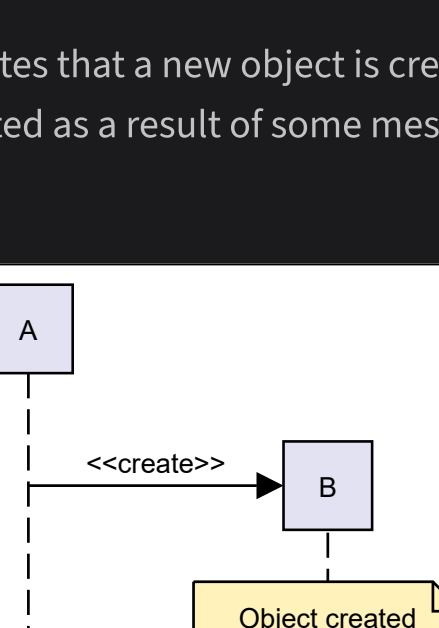 tes that a new object is cre
ted as a result of some mes
A
<<create>>
B
Object created